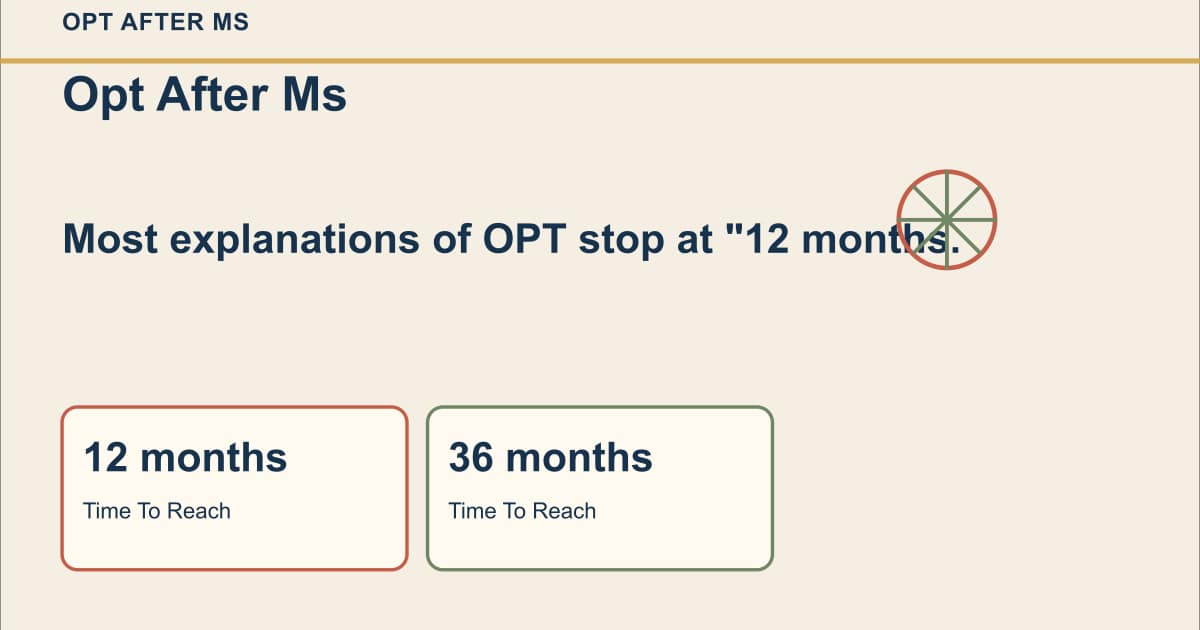 OPT AFTER MS
Opt After Ms
Most explanations of OPT stop at "12 months.
12 months
Time To Reach
36 months
Time To Reach